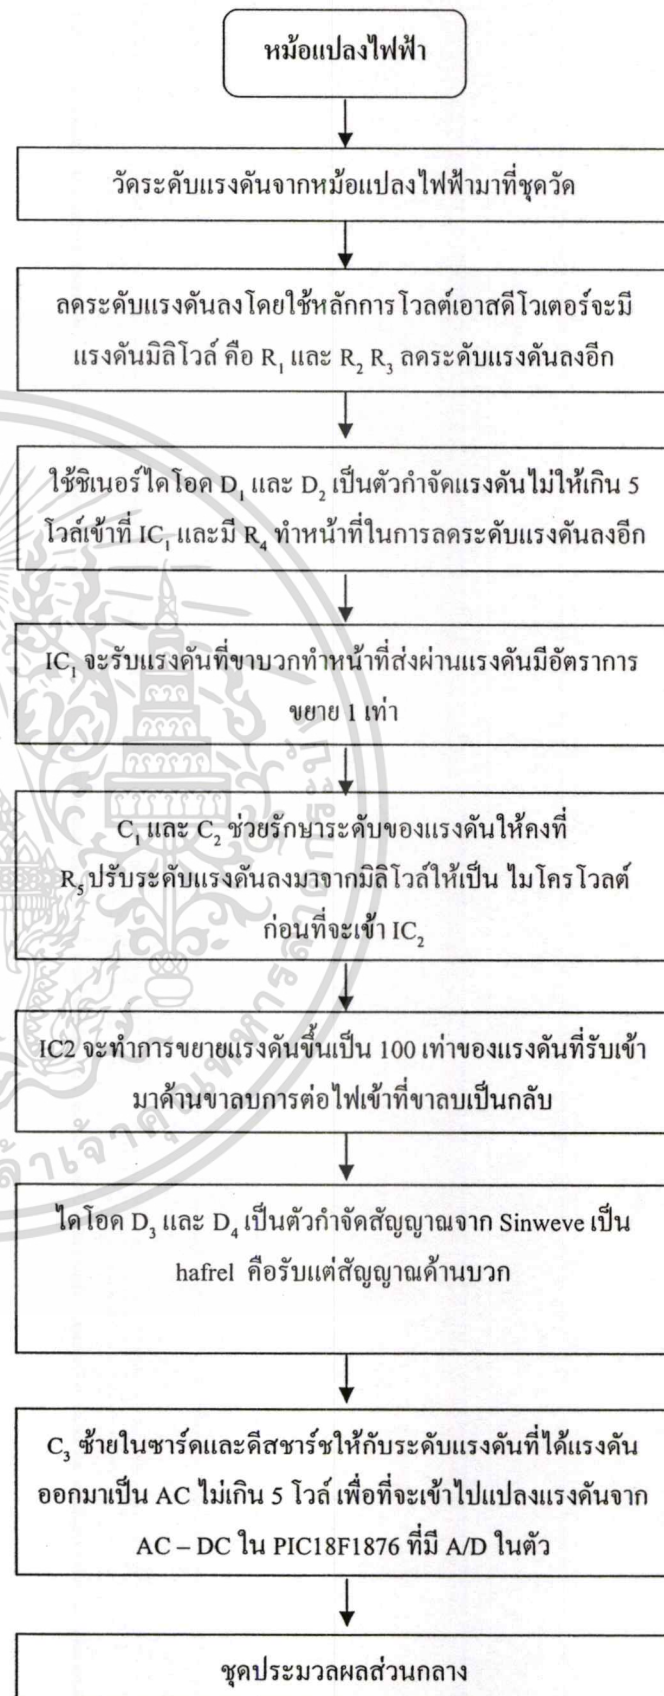 หม้อแปลงไฟฟ้า
วัดระดับแรงดันจากหม้อแปลงไฟฟ้ามาที่ชุดวัด
ลดระดับแรงดันลงโดยใช้หลักการโวลต์เอาสดีโวเตอร์จะมี
แรงดันมิลิโวล์ คือ R₁ และ R₂ R₃ ลดระดับแรงดันลงอีก
ใช้ซิเนอร์ไดโอด D₁ และ D₂ เป็นตัวกำจัดแรงดันไม่ให้เกิน 5
โวล์เข้าที่ IC₁ และมี R₄ ทำหน้าที่ในการลดระดับแรงดันลงอีก
IC₁ จะรับแรงดันที่ขาบวกทำหน้าที่ส่งผ่านแรงดันมีอัตราการ
ขยาย 1 เท่า
C₁ และ C₂ ช่วยรักษาระดับของแรงดันให้คงที่
R₅ ปรับระดับแรงดันลงมาจากมิลิโวล์ให้เป็น ไมโครโวลต์
ก่อนที่จะเข้า IC₂
IC2 จะทำการขยายแรงดันขึ้นเป็น 100 เท่าของแรงดันที่รับเข้า
มาด้านขาลบการต่อไฟเข้าที่ขาลบเป็นกลับ
ไดโอด D₃ และ D₄ เป็นตัวกำจัดสัญญาณจาก Sinweve เป็น
hafrel คือรับแต่สัญญาณด้านบวก
C₃ ซ้ายในซาร์ดและดีสชาร์ชให้กับระดับแรงดันที่ได้แรงดัน
ออกมาเป็น AC ไม่เกิน 5 โวล์ เพื่อที่จะเข้าไปแปลงแรงดันจาก
AC – DC ใน PIC18F1876 ที่มี A/D ในตัว
ชุดประมวลผลส่วนกลาง